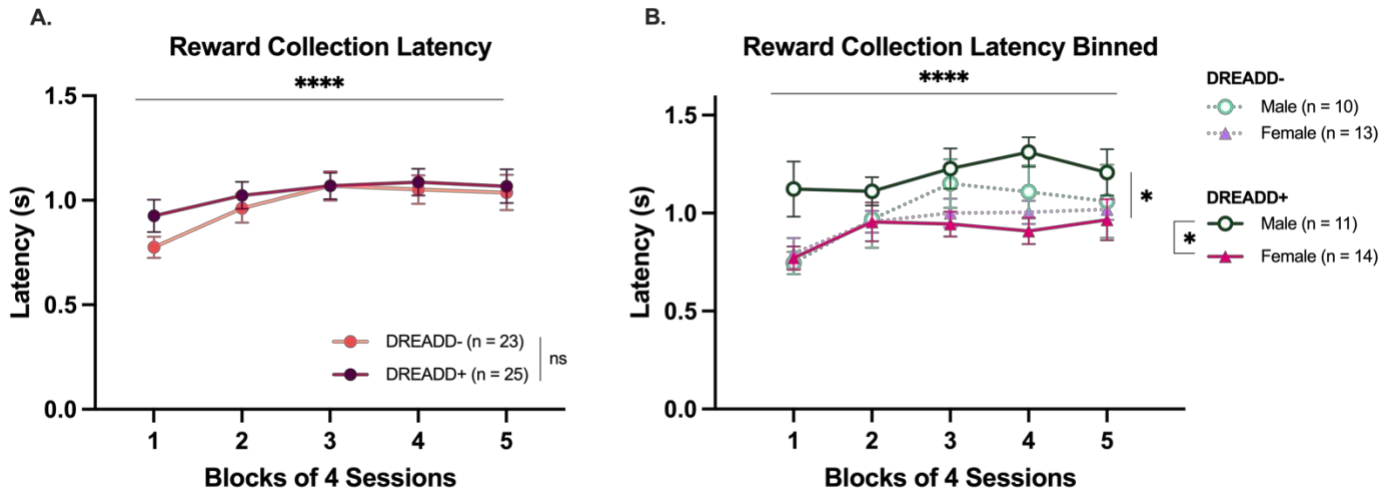 A.
Reward Collection Latency
****
1.5
1.0
0.5
0.0
Latency (s)
DREADD- (n = 23)
DREADD+ (n = 25)
ns
1 2 3 4 5
Blocks of 4 Sessions
B.
Reward Collection Latency Binned
****
1.5
1.0
0.5
0.0
Latency (s)
*
1 2 3 4 5
Blocks of 4 Sessions
DREADD-
Male (n = 10)
Female (n = 13)
DREADD+
Male (n = 11)
*
Female (n = 14)